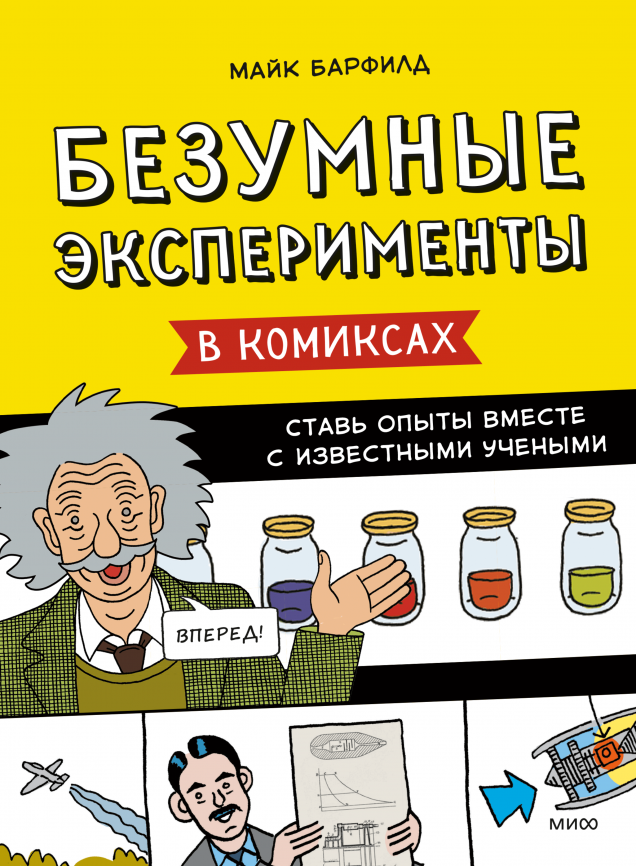 МАЙК БАРФИЛД
БЕЗУМНЫЕ
ЭКСПЕРИМЕНТЫ
В КОМИКСАХ
СТАВЬ ОПЫТЫ ВМЕСТЕ
С ИЗВЕСТНЫМИ УЧЕНЫМИ
ВПЕРЕД!
МИФ